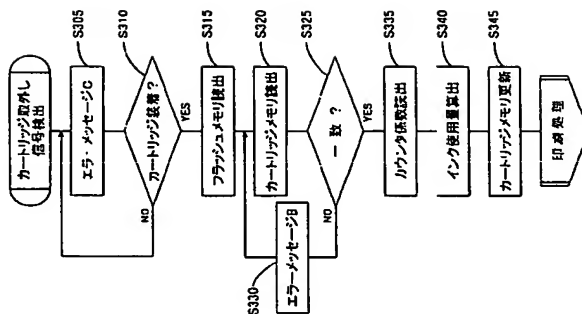 カートリッジ取外し
信号検出
S305
エラ・メッセージC
S310
カートリッジ装着？
NO
YES
S315
フラッシュメモリ読出
S320
カートリッジメモリ読出
S325
一致？
NO
YES
S330
エラーメッセージB
S335
カウンタ係数読出
S340
インク使用量算出
S345
カートリッジメモリ更新
印刷処理